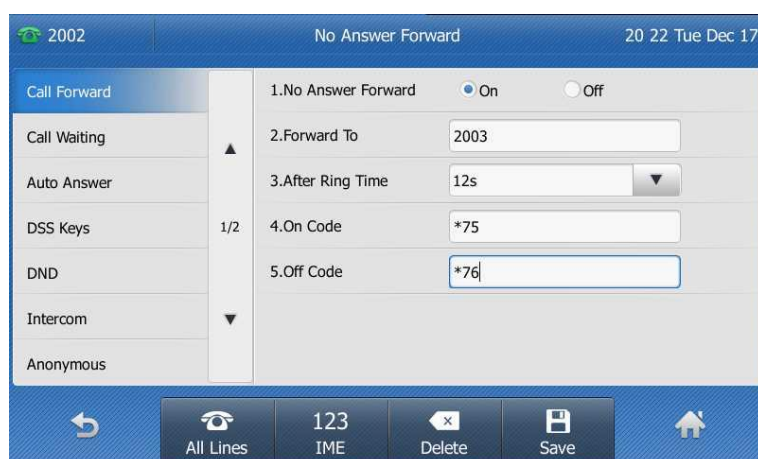 2002 No Answer Forward 20 22 Tue Dec 17
Call Forward
Call Waiting
Auto Answer
DSS Keys
DND
Intercom
Anonymous
1/2
1.No Answer Forward On Off
2.Forward To 2003
3.After Ring Time 12s
4.On Code *75
5.Off Code *76
All Lines
123
IME
Delete
Save